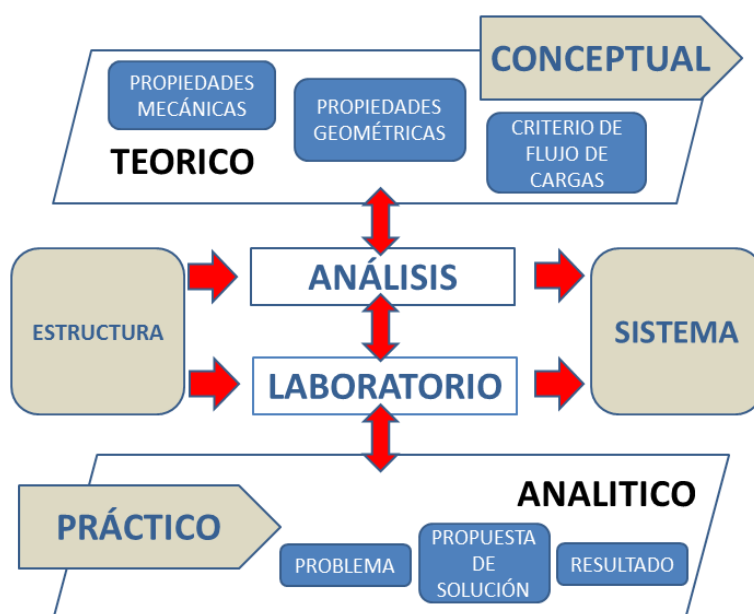 CONCEPTUAL
PROPIEDADES
MECÁNICAS
PROPIEDADES
GEOMÉTRICAS
CRITERIO DE
FLUJO DE
CARGAS
TEORICO
ESTRUCTURA
ANÁLISIS
LABORATORIO
SISTEMA
ANALITICO
PRÁCTICO
PROBLEMA
PROPUESTA
DE
SOLUCIÓN
RESULTADO